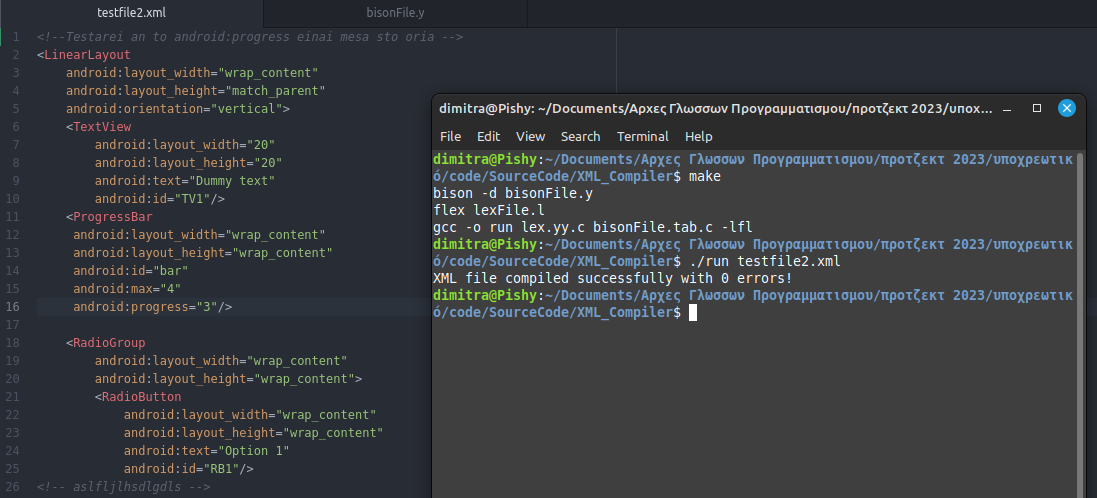 testfile2.xml
bisonFile.y
1 <!--Testarei an to android:progress einai mesa sto oria -->
2 <LinearLayout
3 android:layout_width="wrap_content"
4 android:layout_height="match_parent"
5 android:orientation="vertical">
6 <TextView
7 android:layout_width="20"
8 android:layout_height="20"
9 android:text="Dummy text"
10 android:id="TV1"/>
11 <ProgressBar
12 android:layout_width="wrap_content"
13 android:layout_height="wrap_content"
14 android:id="bar"
15 android:max="4"
16 android:progress="3"/>
17
18 <RadioGroup
19 android:layout_width="wrap_content"
20 android:layout_height="wrap_content">
21 <RadioButton
22 android:layout_width="wrap_content"
23 android:layout_height="wrap_content"
24 android:text="Option 1"
25 android:id="RB1"/>
26 <!-- aslfljlhsdlgdls -->
dimitra@Pishy: ~/Documents/Αρχες Γλωσσων Προγραμματισμου/προτζεκτ 2023/υποχ...
File Edit View Search Terminal Help
dimitra@Pishy:~/Documents/Αρχες Γλωσσων Προγραμματισμου/προτζεκτ 2023/υποχρεωτικ
ό/code/SourceCode/XML_Compiler$ make
bison -d bisonFile.y
flex lexFile.l
gcc -o run lex.yy.c bisonFile.tab.c -lfl
dimitra@Pishy:~/Documents/Αρχες Γλωσσων Προγραμματισμου/προτζεκτ 2023/υποχρεωτικ
ό/code/SourceCode/XML_Compiler$ ./run testfile2.xml
XML file compiled successfully with 0 errors!
dimitra@Pishy:~/Documents/Αρχες Γλωσσων Προγραμματισμου/προτζεκτ 2023/υποχρεωτικ
ό/code/SourceCode/XML_Compiler$